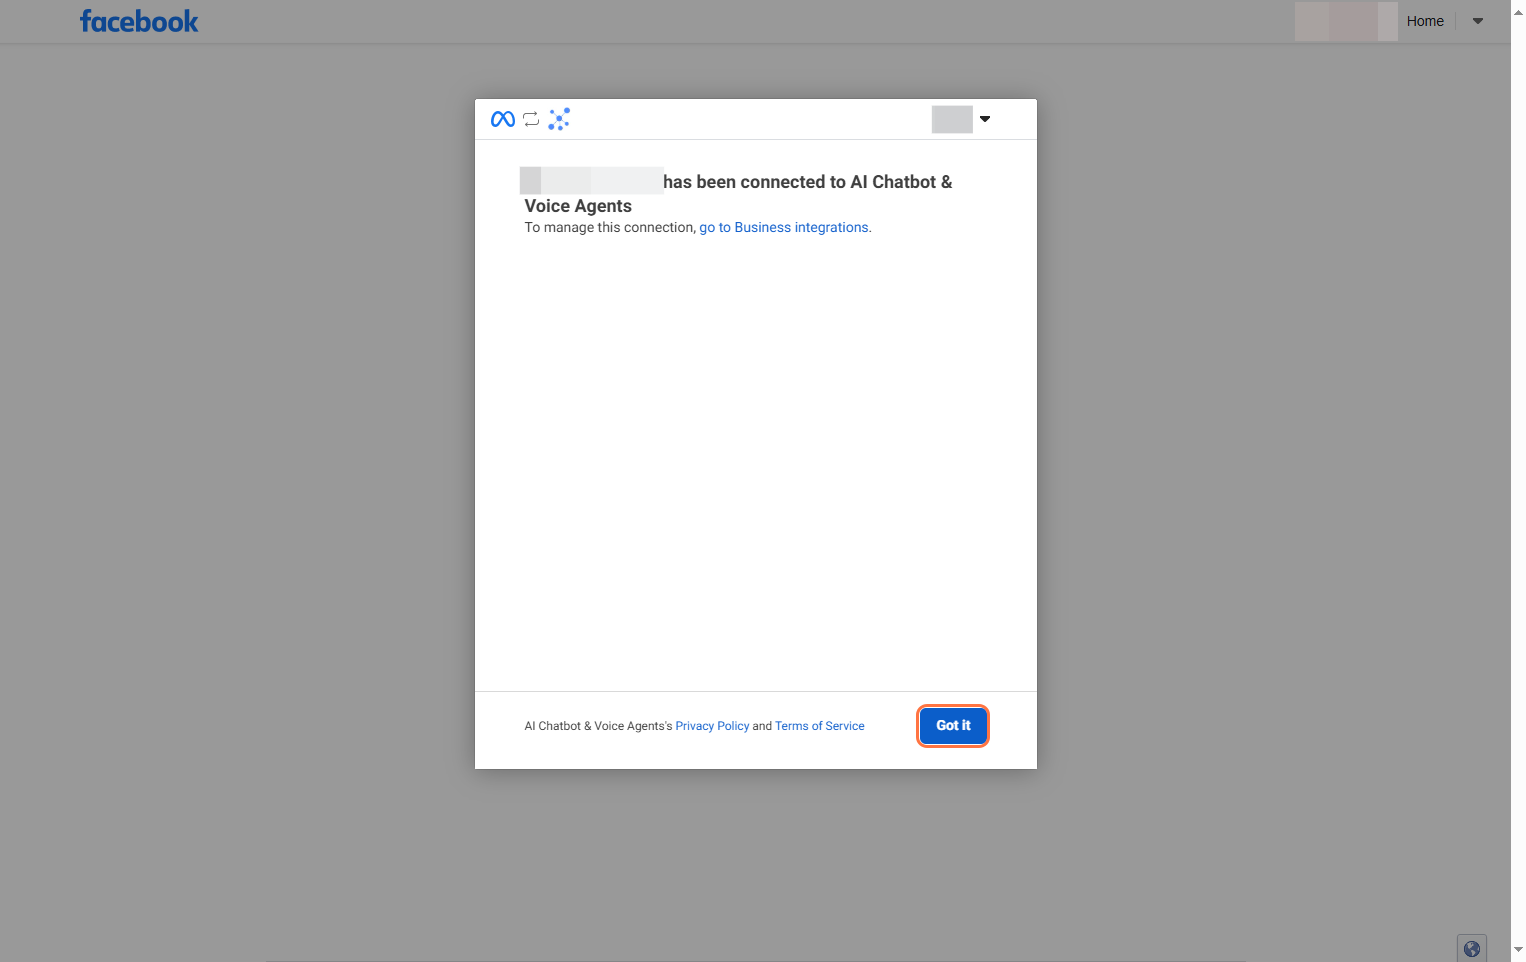 facebook
Home
has been connected to AI Chatbot &
Voice Agents
To manage this connection, go to Business integrations.
AI Chatbot & Voice Agents's Privacy Policy and Terms of Service
Got it